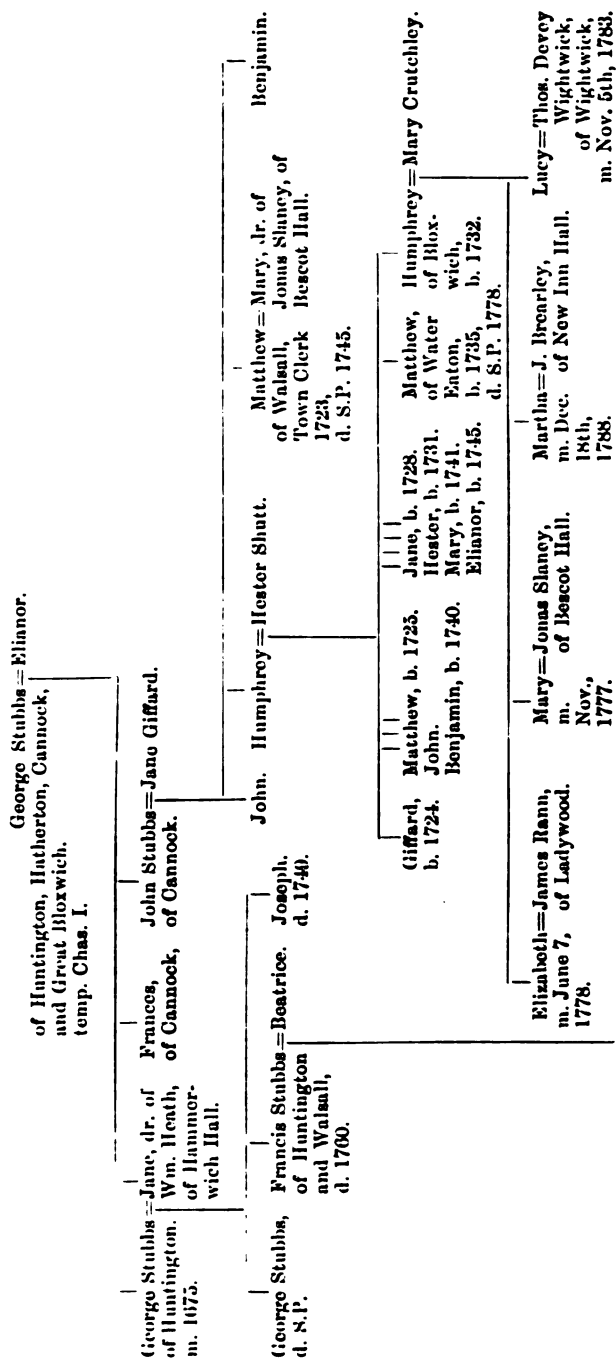 George Stubbs=Elianor.
of Huntington, Hatherton, Cannock,
and Great Bloxwich.
temp. Chas. I.
George Stubbs=Jane, dr. of
of Huntington. Wm. Heath,
m. 1675. of Hammer-
wich Hall.
Frances,
of Cannock,
John Stubbs=Jane Giffard.
of Cannock.
George Stubbs,
d. S.P.
Francis Stubbs=Beatrice.
of Huntington
and Walsall,
d. 1760.
Joseph.
d. 1740.
John.
Humphrey=Hester Shutt.
Matthew=Mary, dr. of
of Walsall, Jonas Slaney, of
Town Clerk Bescot Hall.
1723,
d. S.P. 1745.
Benjamin.
Giffard,
b. 1724.
Matthew, b. 1725.
John.
Benjamin, b. 1740.
Jane, b. 1728.
Hester, b. 1731.
Mary, b. 1741.
Elianor, b. 1745.
Matthew,
of Water
Eaton,
b. 1735,
d. S.P. 1778.
Humphrey=Mary Crutchley.
of Blox-
wich,
b. 1732.
Elizabeth=James Rann,
m. June 7, of Ladywood.
1778.
Mary=Jonas Slaney,
m. of Bescot Hall.
Nov.,
1777.
Martha=J. Brearley,
m. Dec. of New Inn Hall.
18th,
1788.
Lucy=Thos. Devey
Wightwick,
of Wightwick,
m. Nov. 5th, 1783.